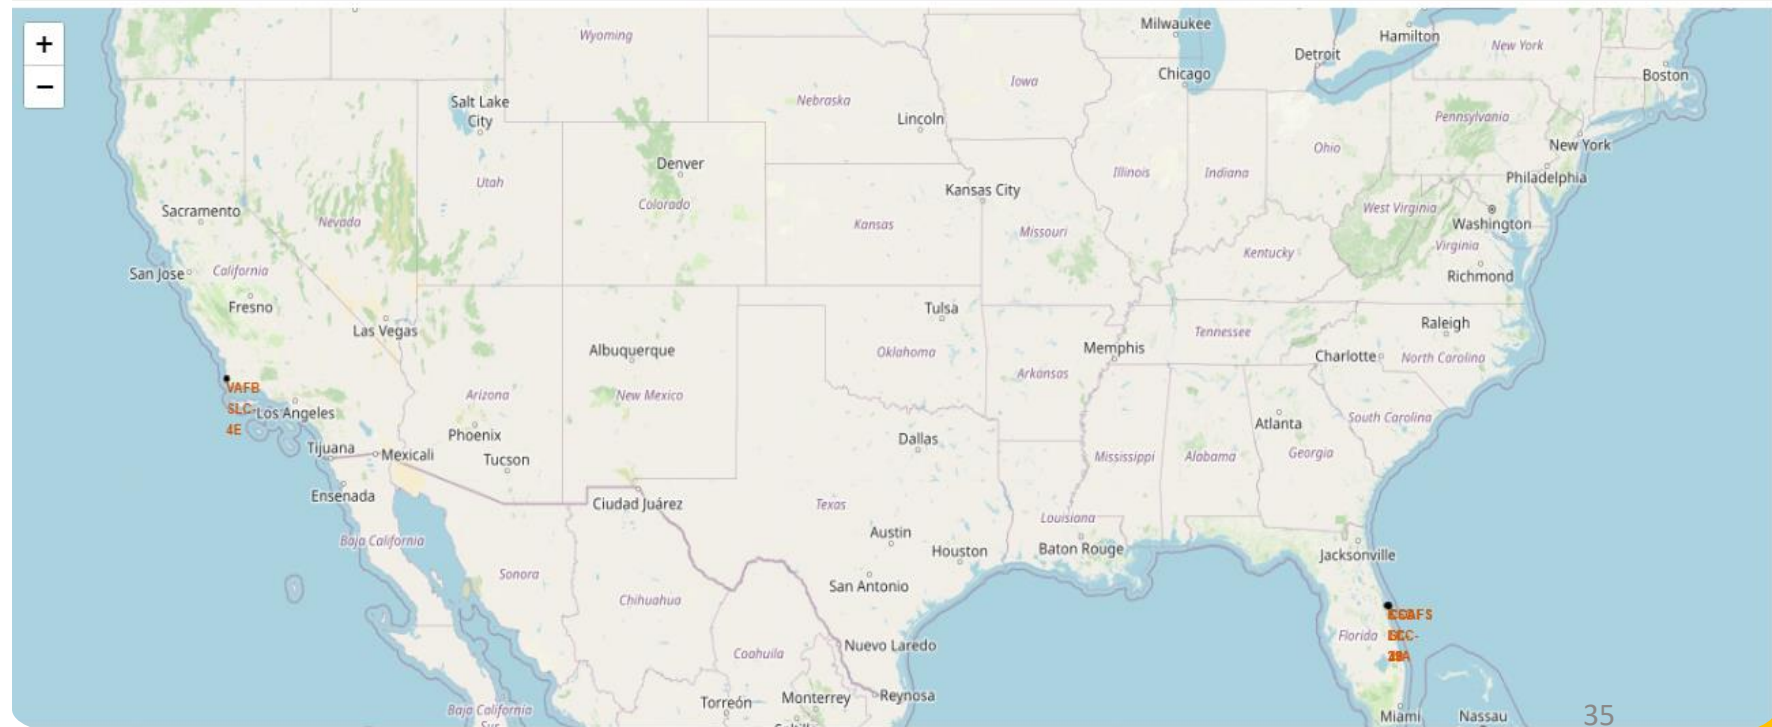 +
−
Wyoming
Milwaukee
Hamilton
New York
Detroit
Boston
Chicago
Iowa
Salt Lake
City
Nebraska
Lincoln
Pennsylvania
New York
Ohio
Denver
Utah
Illinois
Indiana
Philadelphia
Kansas City
Colorado
West Virginia
Sacramento
Nevada
Kansas
Missouri
Washington
Virginia
Kentucky
San Jose
California
Richmond
Fresno
Tulsa
Las Vegas
Raleigh
Tennessee
Albuquerque
Oklahoma
Memphis
Charlotte
North Carolina
Arkansas
VAFB
SLC-
4E
Los Angeles
Arizona
New Mexico
South Carolina
Atlanta
Phoenix
Dallas
Tijuana
Mexicali
Tucson
Mississippi
Alabama
Georgia
Ensenada
Ciudad Juárez
Texas
Louisiana
Austin
Baja California
Houston
Baton Rouge
Jacksonville
Sonora
San Antonio
Chihuahua
Florida
Nuevo Laredo
Coahuila
Torreón
Monterrey
Reynosa
Baja California
Sur
Miami
Nassau
35